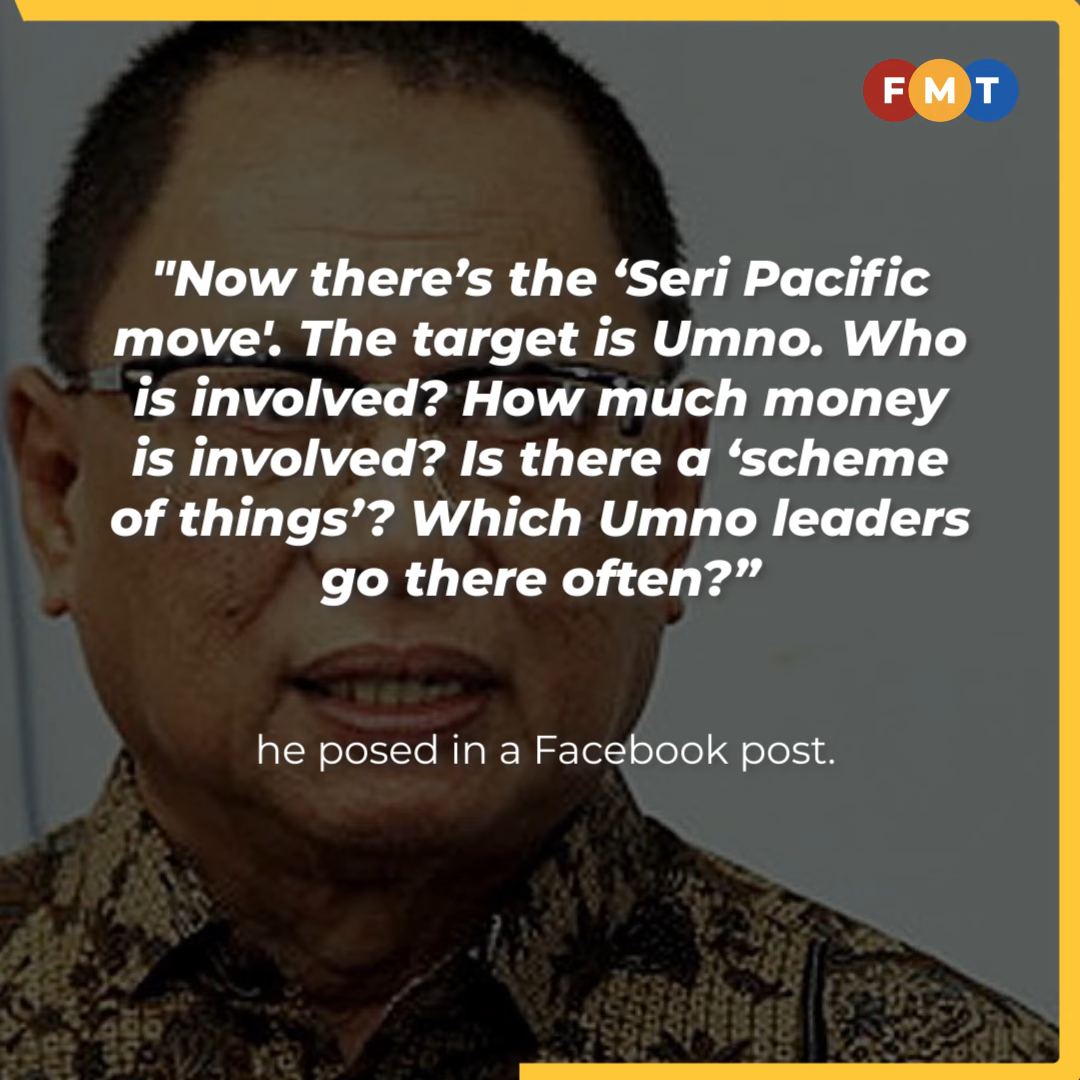 FMT
"Now there’s the ‘Seri Pacific
move'. The target is Umno. Who
is involved? How much money
is involved? Is there a ‘scheme
of things’? Which Umno leaders
go there often?”
he posed in a Facebook post.